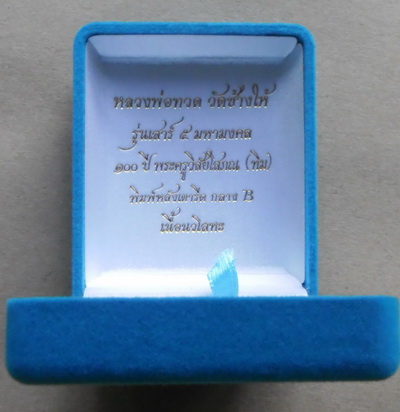 หลวงพ่อทวด วัดช้างให้
รุ่นเสาร์ ๕ มหามงคล
๑๐๐ ปี พระครูวิสัยโสภณ (ทิม)
พิมพ์หลังเตารีด กลาง B
เนื้อนวโลหะ